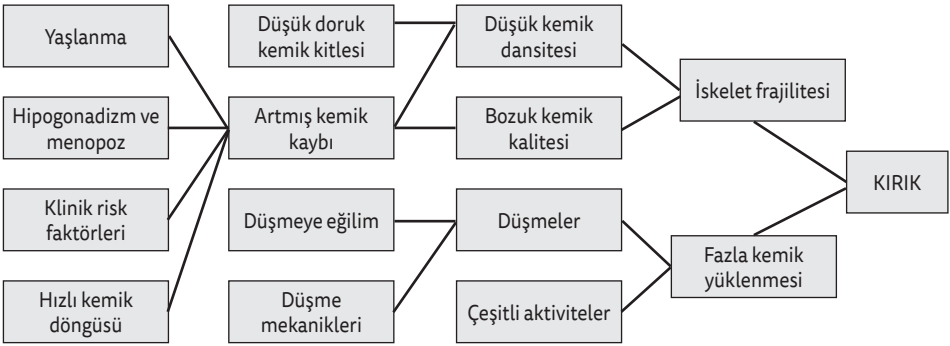 Yaşlanma
Hipogonadizm ve
menopoz
Klinik risk
faktörleri
Hızlı kemik
döngüsü
Düşük doruk
kemik kitlesi
Artmış kemik
kaybı
Düşmeye eğilim
Düşme
mekanikleri
Düşük kemik
dansitesi
Bozuk kemik
kalitesi
Düşmeler
Çeşitli aktiviteler
İskelet frajilitesi
Fazla kemik
yüklenmesi
KIRIK